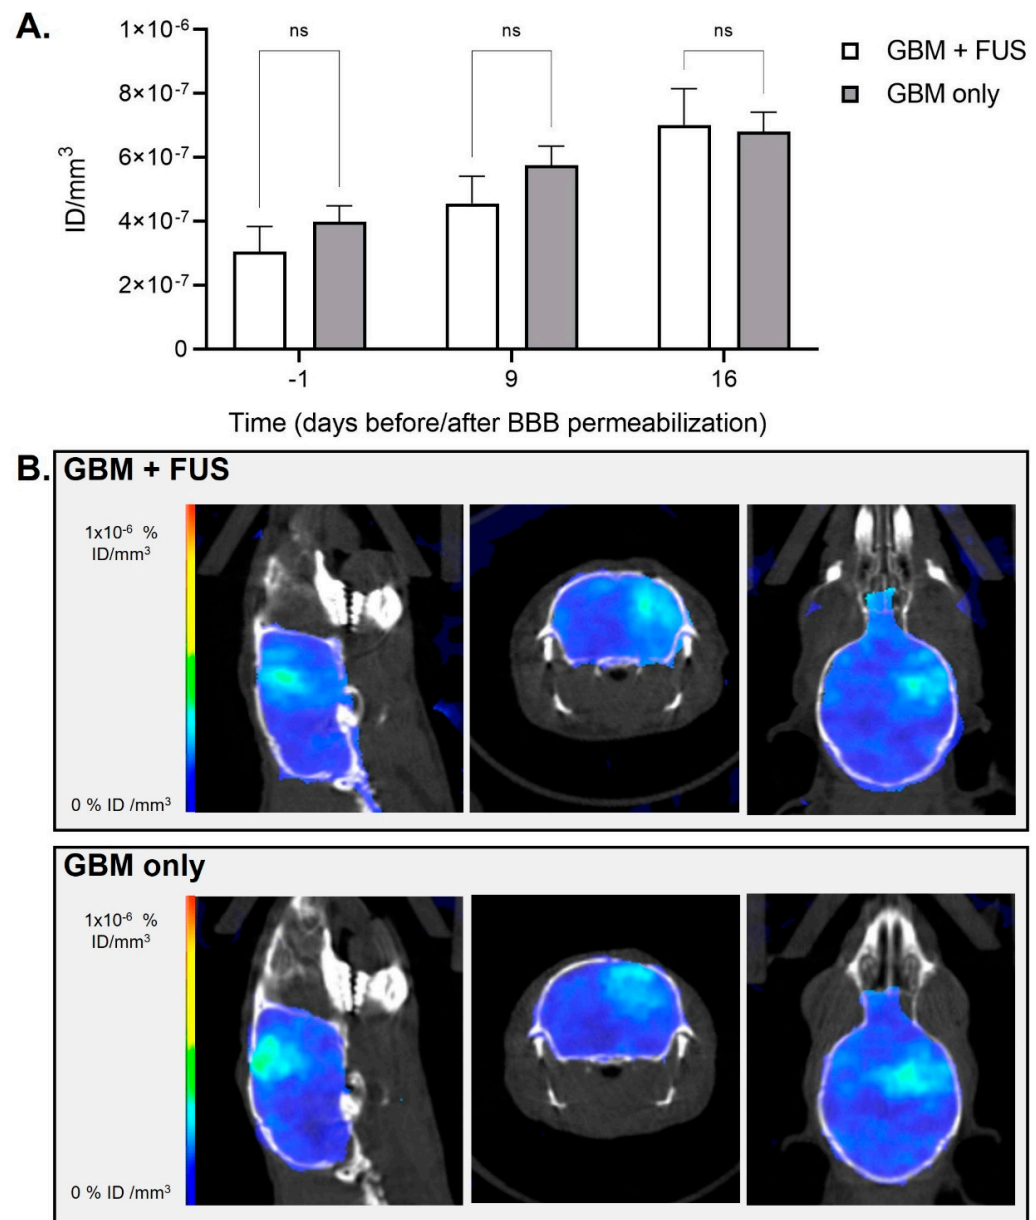 A.
1×10⁻⁶
8×10⁻⁷
6×10⁻⁷
4×10⁻⁷
2×10⁻⁷
0
ID/mm³
ns
ns
ns
GBM + FUS
GBM only
-1
9
16
Time (days before/after BBB permeabilization)
B.
GBM + FUS
1x10⁻⁶ %
ID/mm³
0 % ID /mm³
GBM only
1x10⁻⁶ %
ID/mm³
0 % ID /mm³